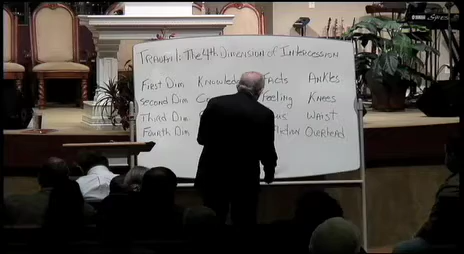 The 4th Dimension of Intercession
First Dim Knowledge Facts Ankles
Second Dim Feeling Knees
Third Dim Waist
Fourth Dim Overhead